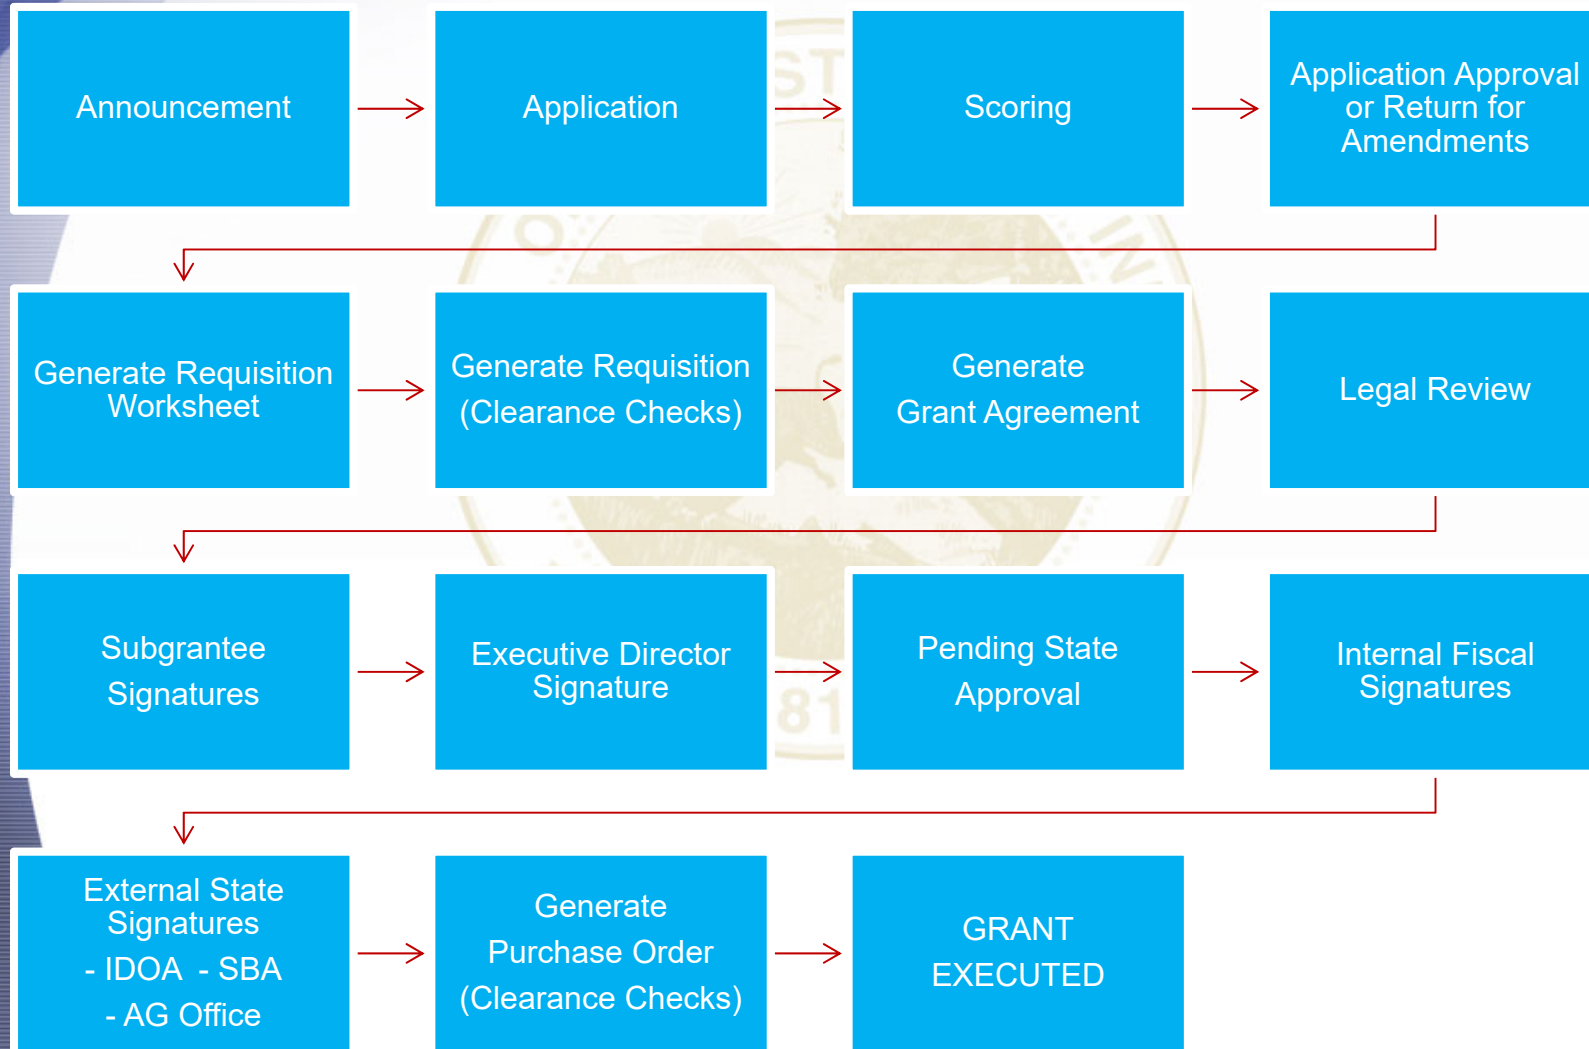 Announcement
Application
Scoring
Application Approval
or Return for
Amendments
Generate Requisition
Worksheet
Generate Requisition
(Clearance Checks)
Generate
Grant Agreement
Legal Review
Subgrantee
Signatures
Executive Director
Signature
Pending State
Approval
Internal Fiscal
Signatures
External State
Signatures
- IDOA - SBA
- AG Office
Generate
Purchase Order
(Clearance Checks)
GRANT
EXECUTED